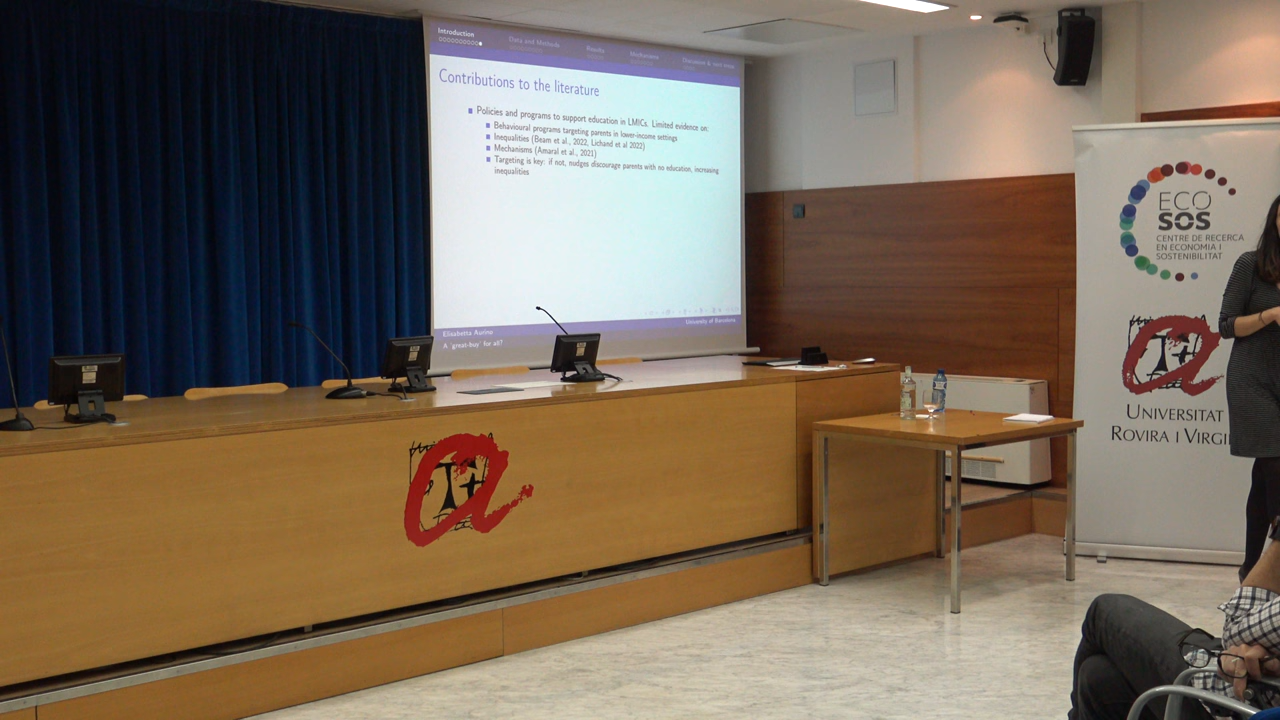 Introduction
Data and Methods
Results
Mechanisms
Discussion & next steps
Contributions to the literature
Policies and programs to support education in LMICs. Limited evidence on:
Behavioural programs targeting parents in lower-income settings
Inequalities (Beam et al., 2022, Lichand et al 2022)
Mechanisms (Amaral et al., 2021)
Targeting is key: if not, nudges discourage parents with no education, increasing
inequalities
Elisabetta Aurino
University of Barcelona
A 'great-buy' for all?
ECO
SOS
CENTRE DE RECERCA
EN ECONOMIA I
SOSTENIBILITAT
UNIVERSITAT
ROVIRA I VIRGI